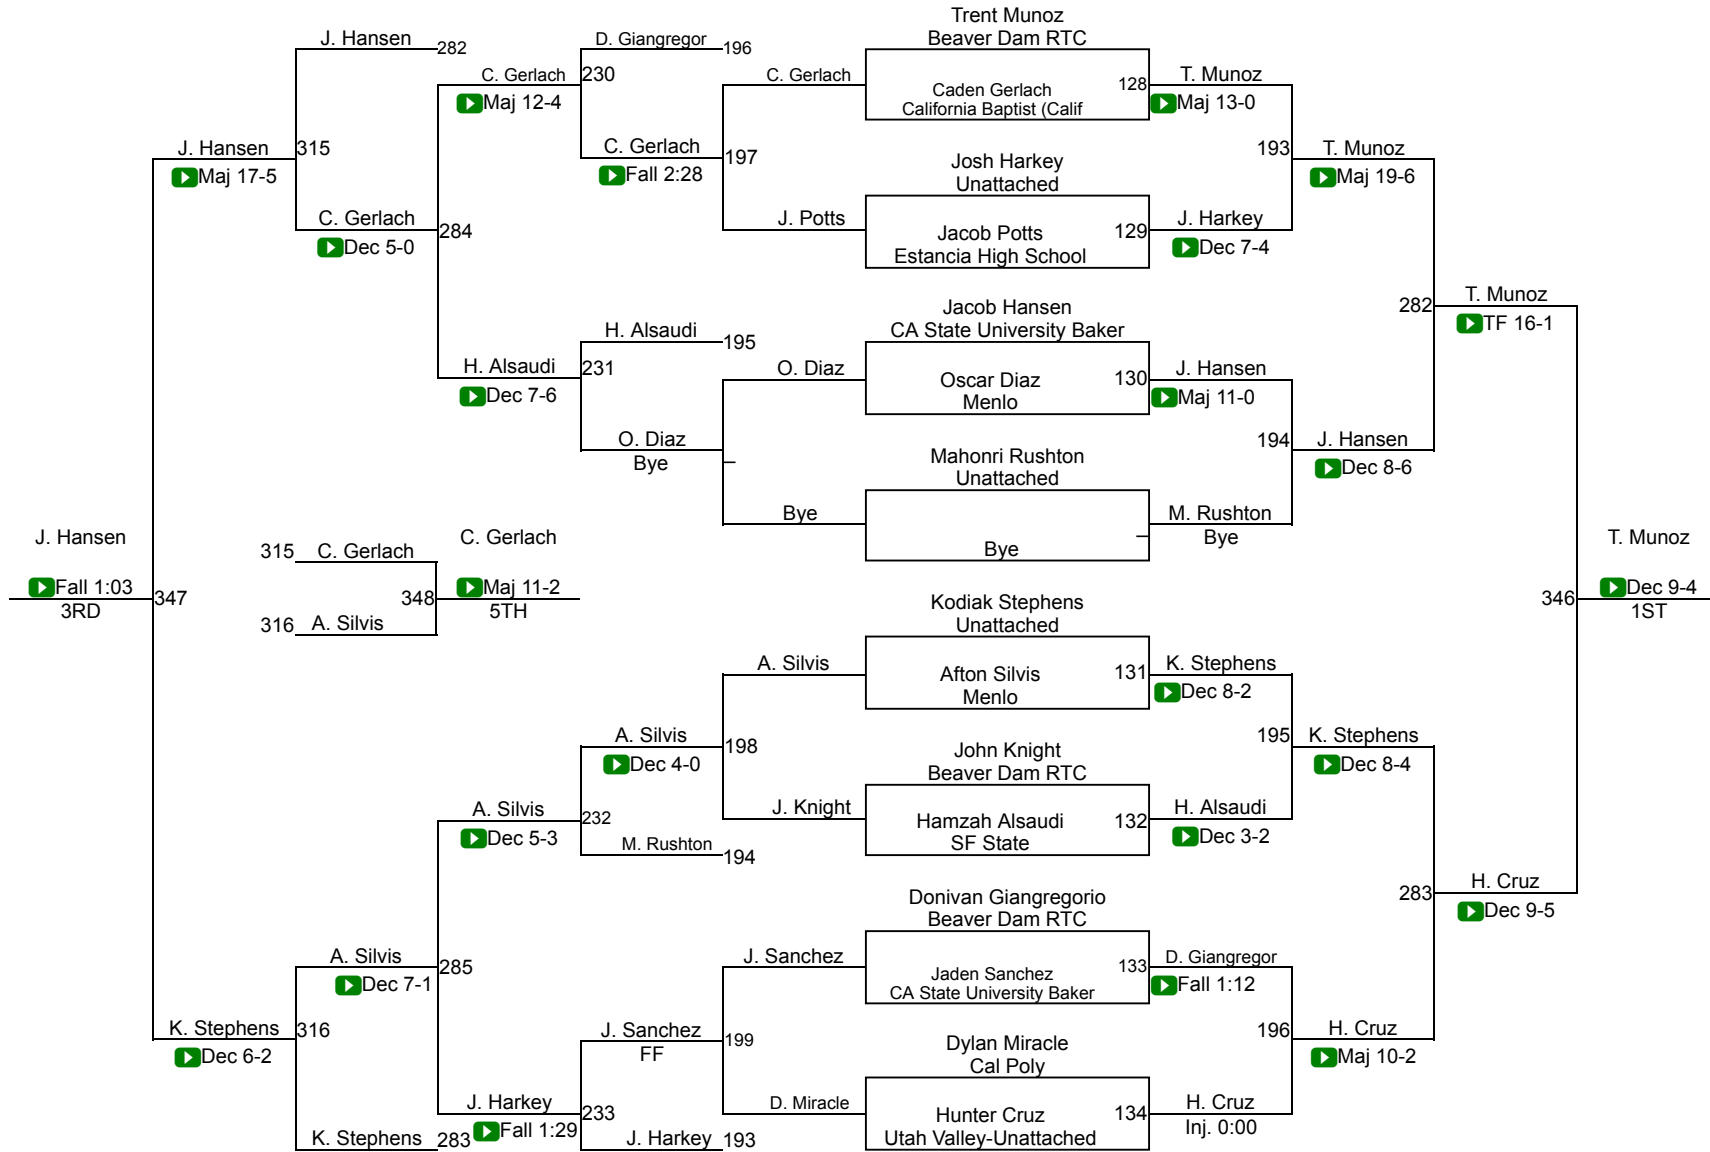 Trent Munoz
Beaver Dam RTC
J. Hansen
282
D. Giangregor
196
C. Gerlach
230
Maj 12-4
C. Gerlach
Caden Gerlach
California Baptist (Calif
128
T. Munoz
Maj 13-0
J. Hansen
315
Maj 17-5
C. Gerlach
197
Fall 2:28
Josh Harkey
Unattached
193
T. Munoz
Maj 19-6
C. Gerlach
284
Dec 5-0
J. Potts
Jacob Potts
Estancia High School
129
J. Harkey
Dec 7-4
Jacob Hansen
CA State University Baker
282
T. Munoz
TF 16-1
H. Alsaudi
195
H. Alsaudi
231
Dec 7-6
O. Diaz
Oscar Diaz
Menlo
130
J. Hansen
Maj 11-0
O. Diaz
Bye
–
Mahonri Rushton
Unattached
194
J. Hansen
Dec 8-6
Bye
Bye
–
M. Rushton
Bye
J. Hansen
Fall 1:03
3RD
347
315
C. Gerlach
316
A. Silvis
348
C. Gerlach
Maj 11-2
5TH
346
T. Munoz
Dec 9-4
1ST
Kodiak Stephens
Unattached
A. Silvis
Afton Silvis
Menlo
131
K. Stephens
Dec 8-2
A. Silvis
198
Dec 4-0
John Knight
Beaver Dam RTC
195
K. Stephens
Dec 8-4
A. Silvis
232
Dec 5-3
M. Rushton
194
J. Knight
Hamzah Alsaudi
SF State
132
H. Alsaudi
Dec 3-2
Donivan Giangregorio
Beaver Dam RTC
283
H. Cruz
Dec 9-5
A. Silvis
285
Dec 7-1
J. Sanchez
Jaden Sanchez
CA State University Baker
133
D. Giangregor
Fall 1:12
K. Stephens
316
Dec 6-2
J. Sanchez
199
FF
Dylan Miracle
Cal Poly
196
H. Cruz
Maj 10-2
K. Stephens
283
J. Harkey
233
Fall 1:29
J. Harkey
193
D. Miracle
Hunter Cruz
Utah Valley-Unattached
134
H. Cruz
Inj. 0:00